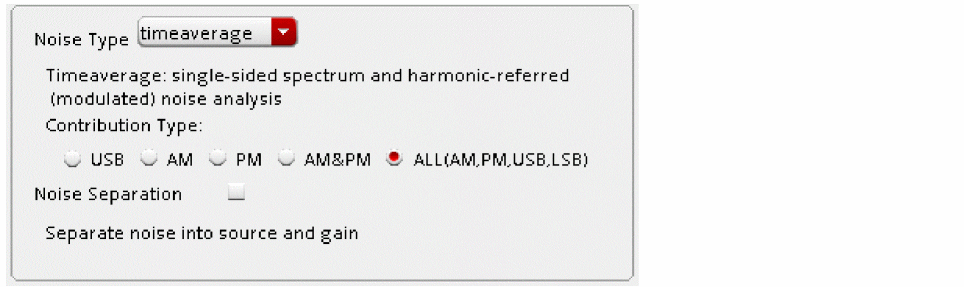 Noise Type timeaverage
Timeaverage: single-sided spectrum and harmonic-referred
(modulated) noise analysis
Contribution Type:
USB AM PM AM&PM ALL(AM,PM,USB,LSB)
Noise Separation
Separate noise into source and gain